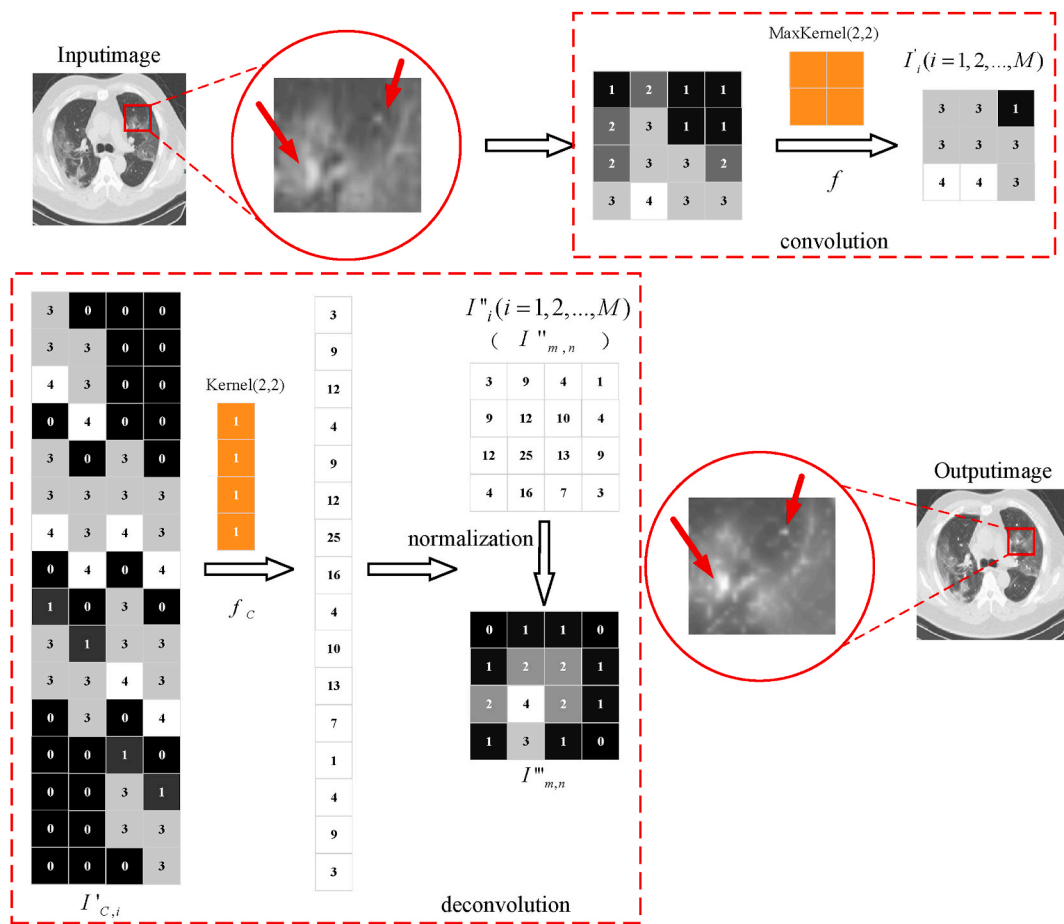 Inputimage
MaxKernel(2,2)
I'i(i=1,2,...,M)
1 2 1 1
2 3 1 1
2 3 3 2
3 4 3 3
f
3 3 1
3 3 3
4 4 3
convolution
3 0 0 0
3 3 0 0
4 3 0 0
0 4 0 0
3 0 3 0
3 3 3 3
4 3 4 3
0 4 0 4
1 0 3 0
3 1 3 3
3 3 4 3
0 3 0 4
0 0 1 0
0 0 3 1
0 0 3 3
0 0 0 3
I'C,i
Kernel(2,2)
1
1
1
1
f C
3
9
12
4
9
12
25
16
4
10
13
7
1
4
9
3
I"i(i=1,2,...,M)
( I"m,n )
3 9 4 1
9 12 10 4
12 25 13 9
4 16 7 3
normalization
0 1 1 0
1 2 2 1
2 4 2 1
1 3 1 0
I'''m,n
deconvolution
Outputimage